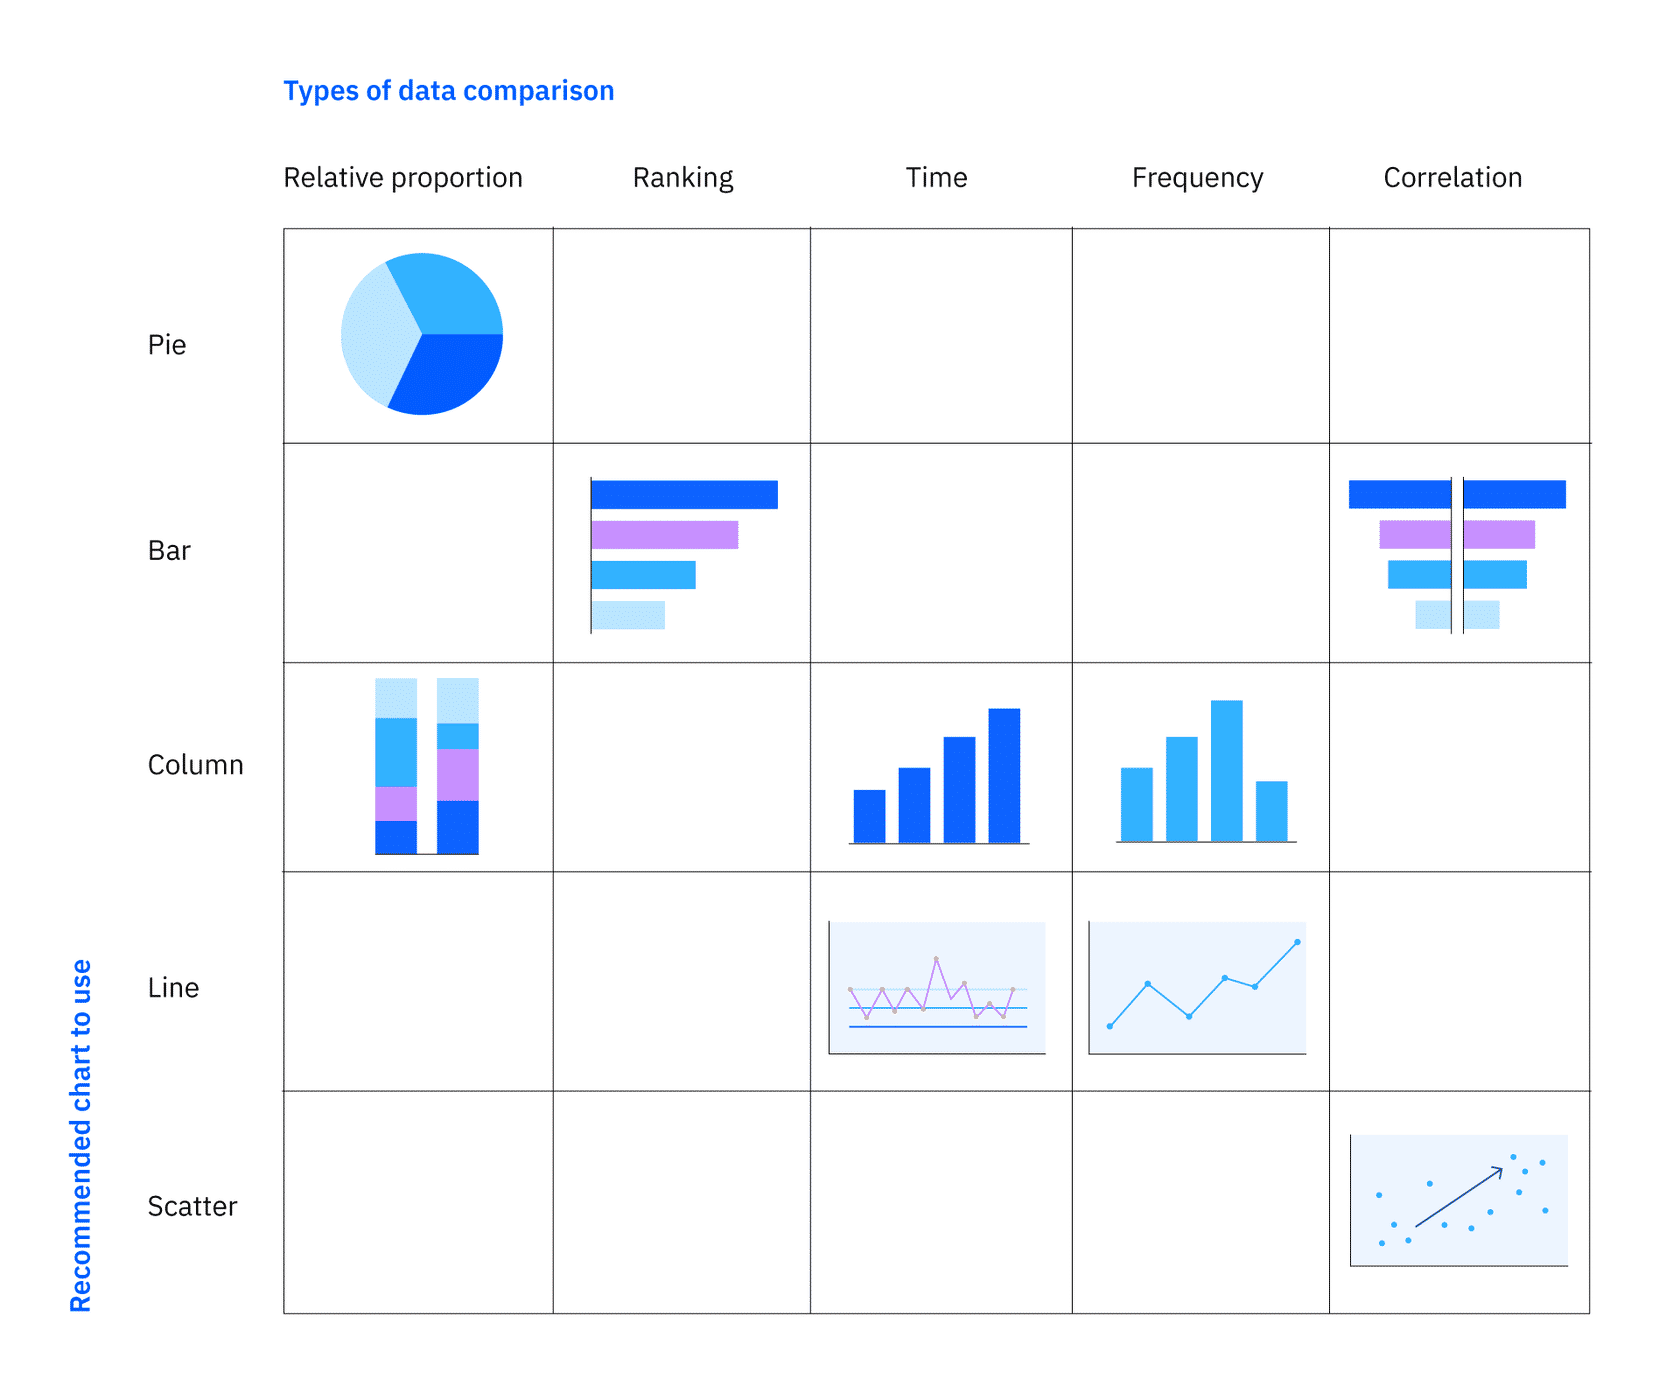 Types of data comparison
Relative proportion
Ranking
Time
Frequency
Correlation
Pie
Bar
Column
Line
Scatter
Recommended chart to use